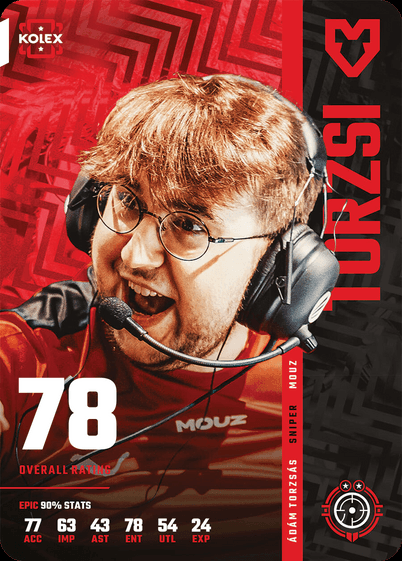 KOLEX
TORZSI
ÁDÁM TORZSÁS SNIPER MOUZ
MOUZ
78
OVERALL RATING
EPIC 90% STATS
77 63 43 78 54 24
ACC IMP AST ENT UTL EXP